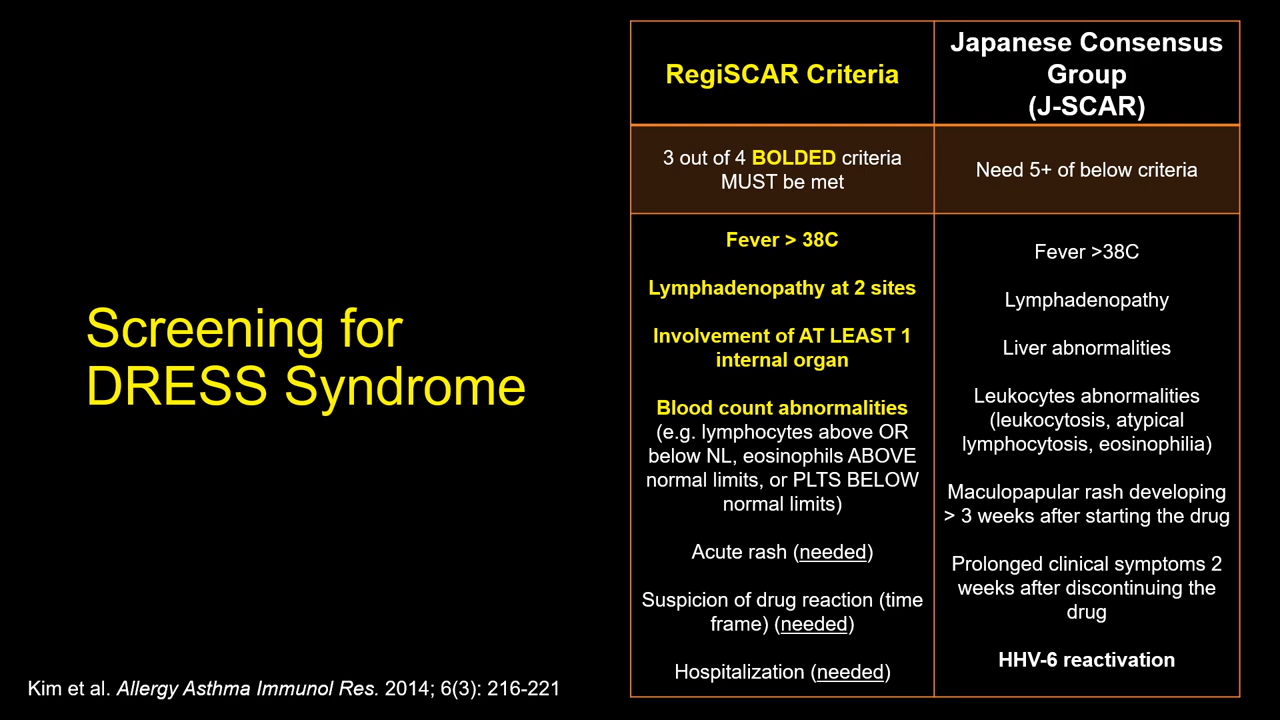 Screening for
DRESS Syndrome
Kim et al. Allergy Asthma Immunol Res. 2014; 6(3): 216-221
RegiSCAR Criteria
3 out of 4 BOLDED criteria
MUST be met
Fever > 38C
Lymphadenopathy at 2 sites
Involvement of AT LEAST 1
internal organ
Blood count abnormalities
(e.g. lymphocytes above OR
below NL, eosinophils ABOVE
normal limits, or PLTS BELOW
normal limits)
Acute rash (needed)
Suspicion of drug reaction (time
frame) (needed)
Hospitalization (needed)
Japanese Consensus
Group
(J-SCAR)
Need 5+ of below criteria
Fever >38C
Lymphadenopathy
Liver abnormalities
Leukocytes abnormalities
(leukocytosis, atypical
lymphocytosis, eosinophilia)
Maculopapular rash developing
> 3 weeks after starting the drug
Prolonged clinical symptoms 2
weeks after discontinuing the
drug
HHV-6 reactivation